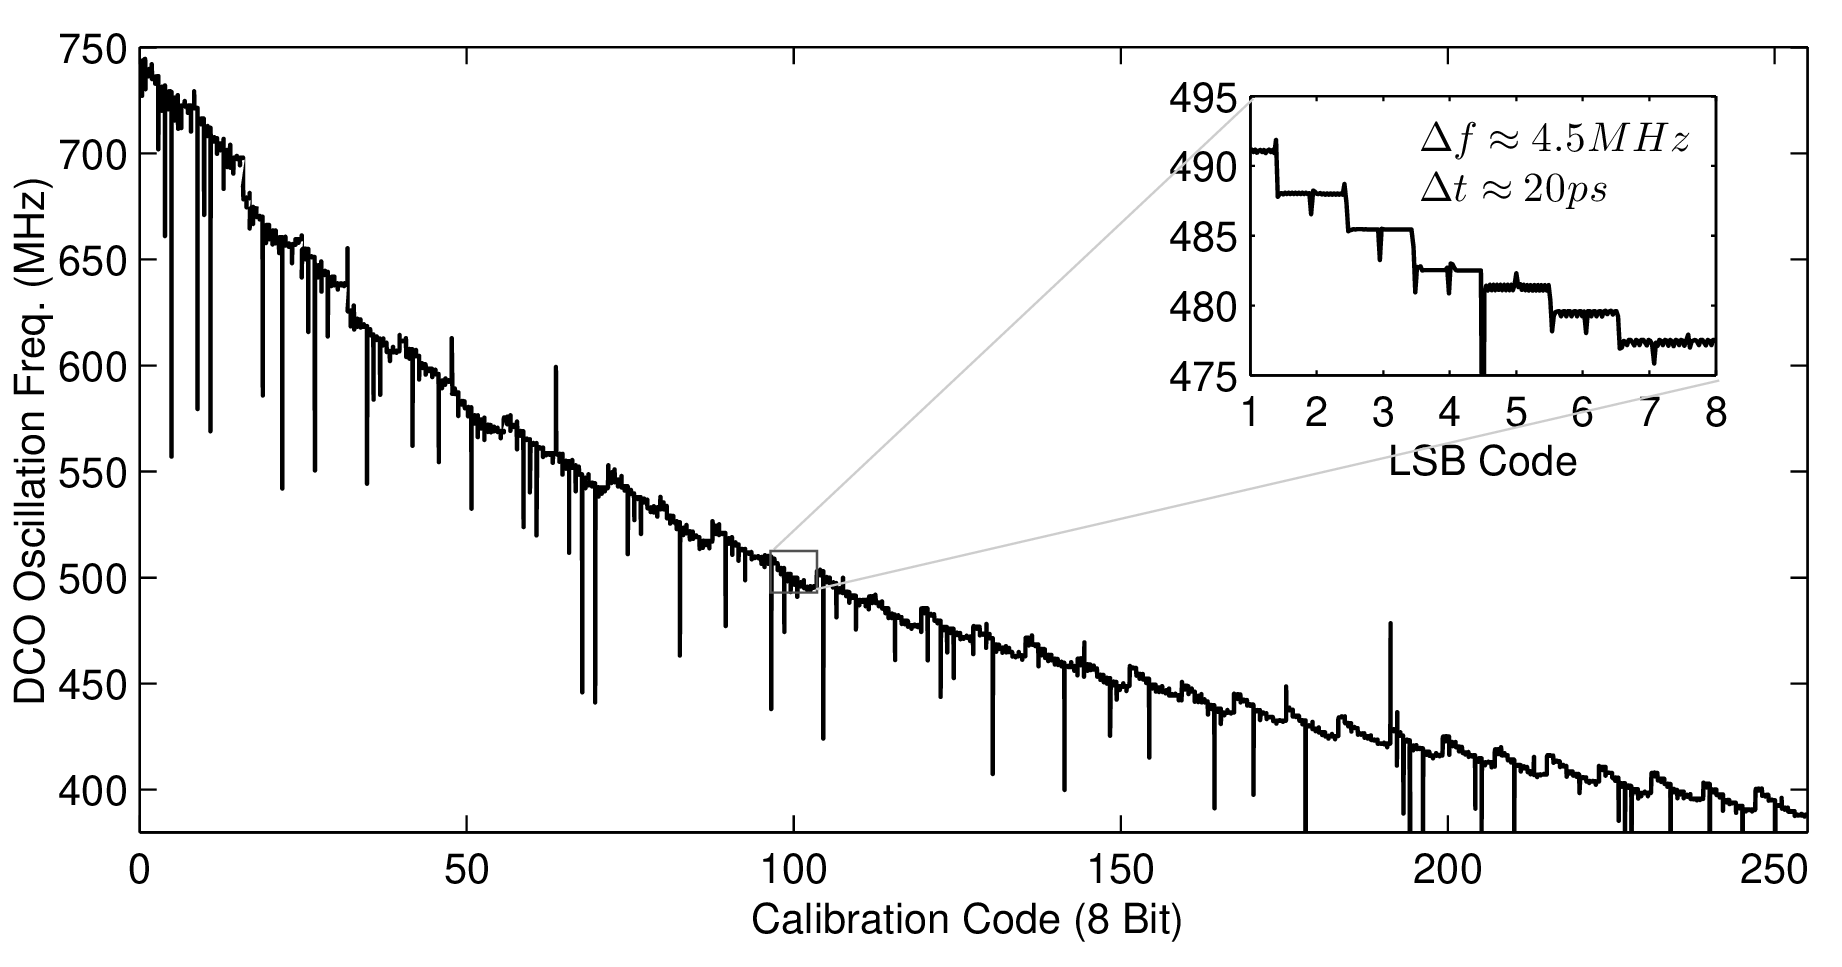 750
700
650
600
550
500
450
400
DCO Oscillation Freq. (MHz)
0 50 100 150 200 250
Calibration Code (8 Bit)
495
490
485
480
475
Δf ≈ 4.5MHz
Δt ≈ 20ps
1 2 3 4 5 6 7 8
LSB Code